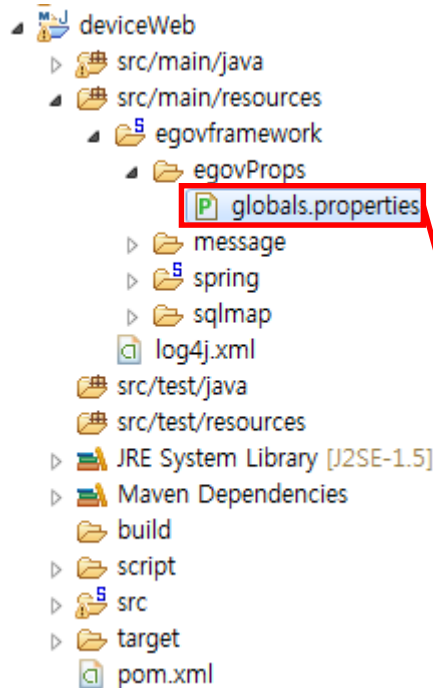 deviceWeb
src/main/java
src/main/resources
egovframework
egovProps
globals.properties
message
spring
sqlmap
log4j.xml
src/test/java
src/test/resources
JRE System Library [J2SE-1.5]
Maven Dependencies
build
script
src
target
pom.xml